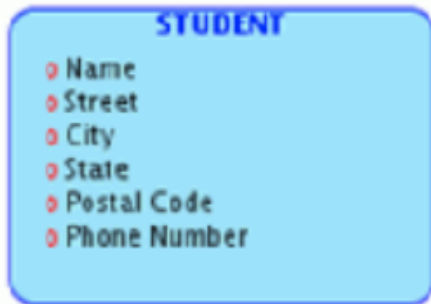 STUDENT
Name
Street
City
State
Postal Code
Phone Number